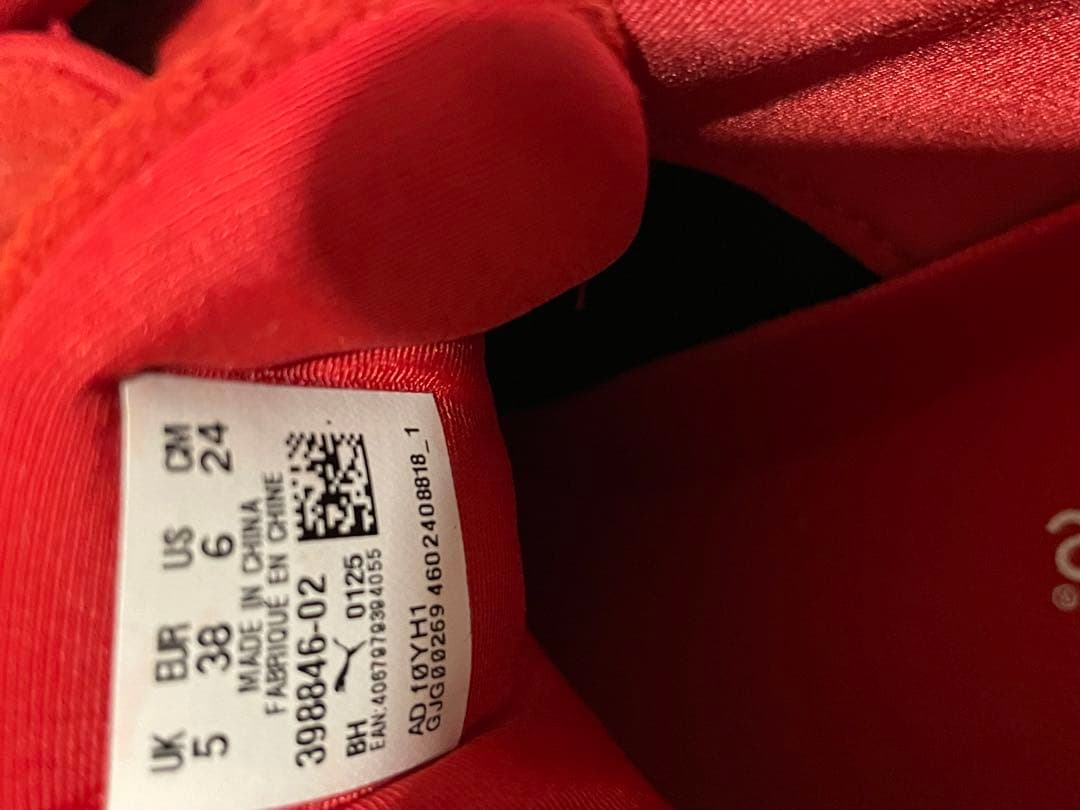 UK EUR US CM
5 38 6 24
MADE IN CHINA
FABRIQUÉ EN CHINE
398846-02
BH 0125
EAN:4067979394055
AD.10YH1
GJG00269 4602408818_1
®